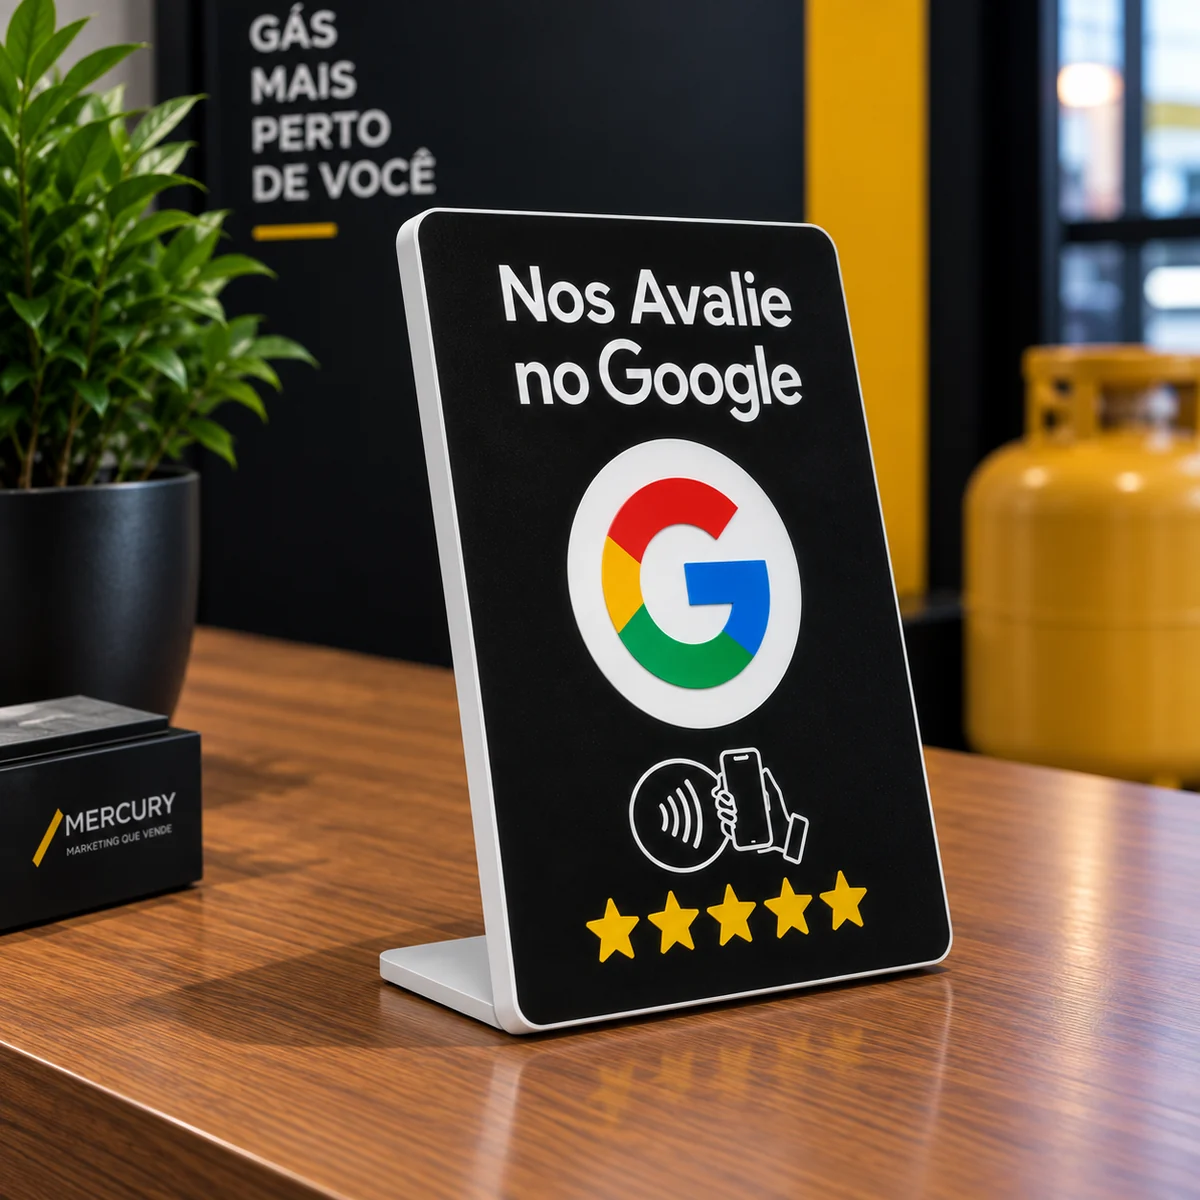 GÁS
MAIS
PERTO
DE VOCÊ
Nos Avalie
no Google
G
MERCURY
MARKETING QUE VENDE